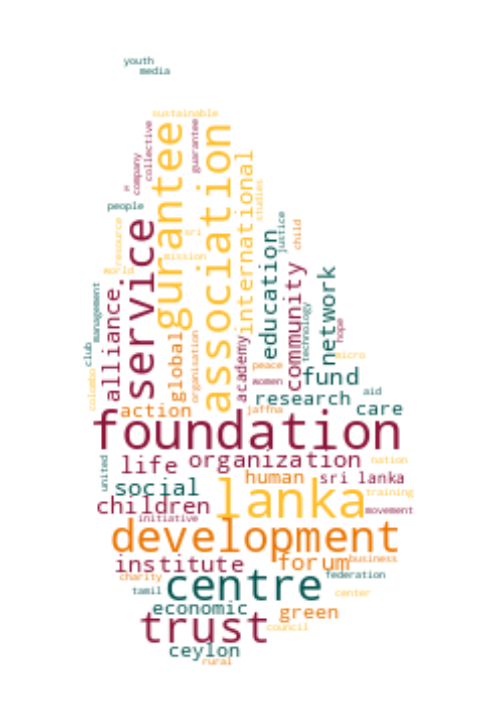 youth
media
sustainable
collective
guarantee
company
gurantee
association
people
international
studies
resource
service
sri
justice
child
mission
world
education
management
alliance
global
organisation
community
technology
network
hope
club
colombo
academy
peace
micro
women
fund
research
aid
action
jaffna
care
foundation
united
life
organization
nation
human
sri lanka
social
lanka
training
children
movement
initiative
development
institute
forum
business
charity
federation
tamil
centre
center
economic
green
trust
council
ceylon
rural